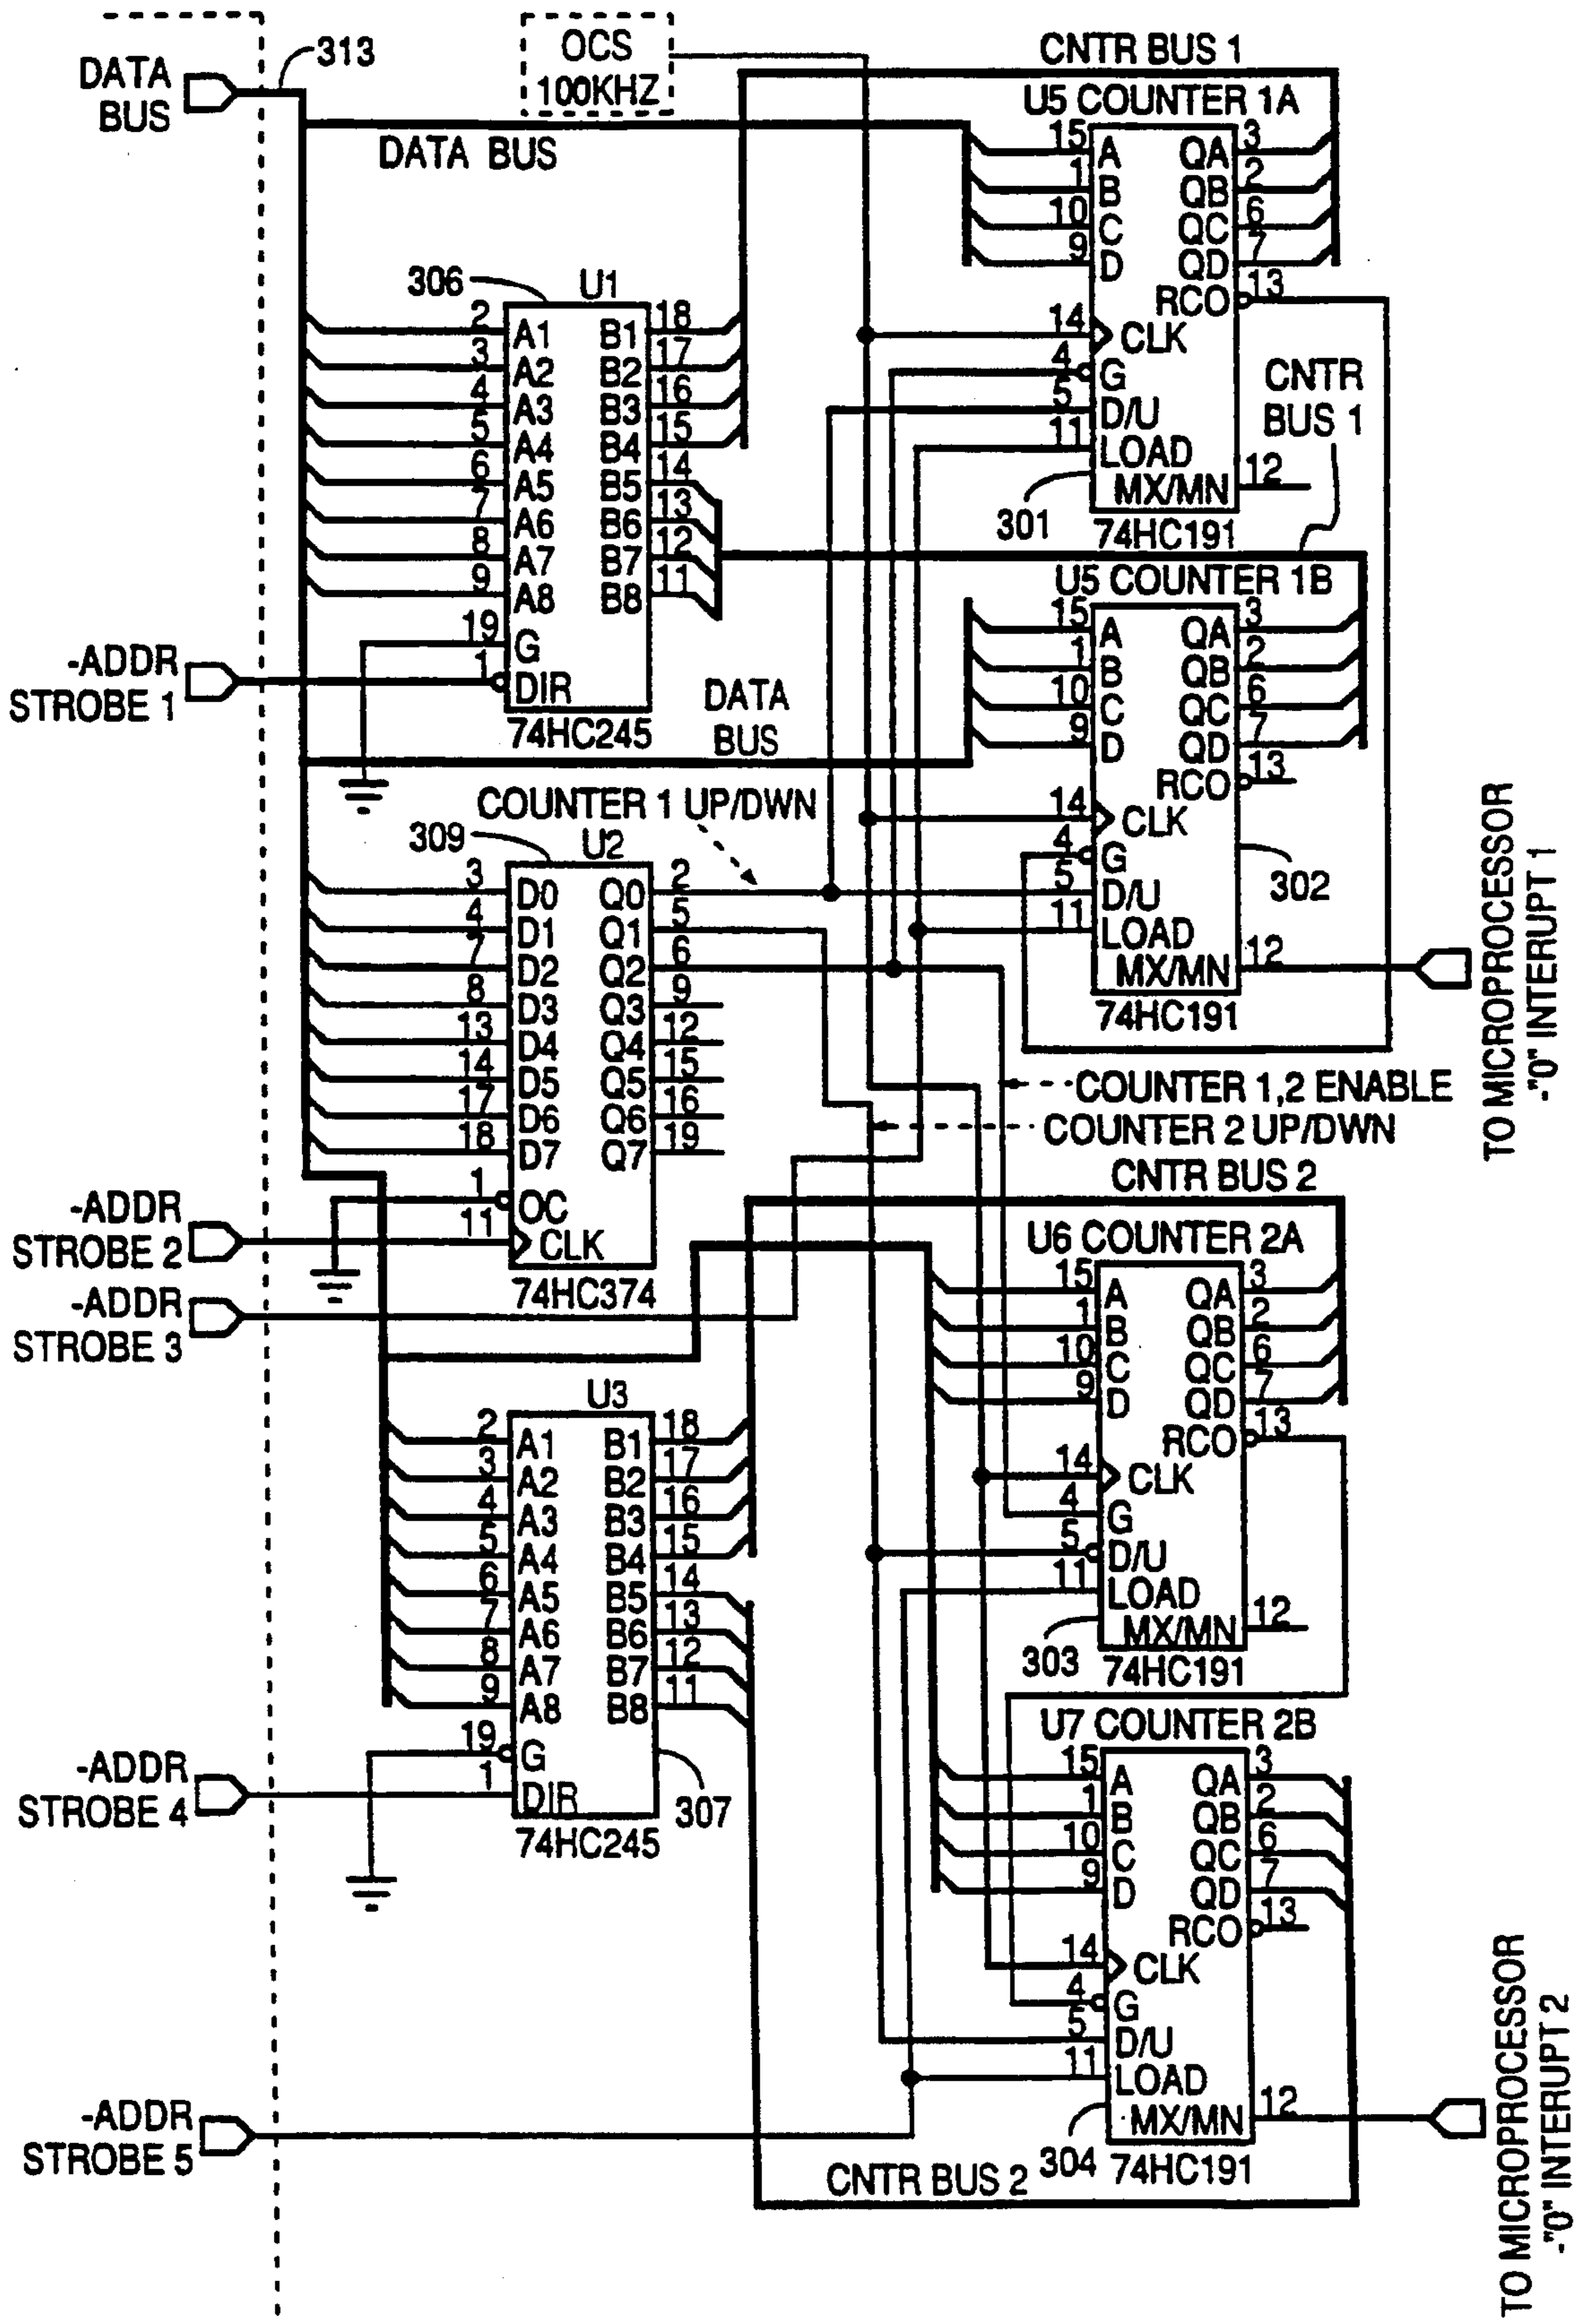 DATA
BUS
313
OCS
100KHZ
CNTR BUS 1
DATA BUS
U5 COUNTER 1A
15 A QA 3
1 B QB 2
10 C QC 6
9 D QD 7
RCO 13
14 CLK
4 G
5 D/U
11 LOAD
MX/MN 12
301
74HC191
CNTR
BUS 1
306
U1
2 A1 B1 18
3 A2 B2 17
4 A3 B3 16
5 A4 B4 15
6 A5 B5 14
7 A6 B6 13
8 A7 B7 12
9 A8 B8 11
19 G
1 DIR
74HC245
-ADDR
STROBE 1
DATA
BUS
U5 COUNTER 1B
15 A QA 3
1 B QB 2
10 C QC 6
9 D QD 7
RCO 13
14 CLK
4 G
5 D/U
11 LOAD
MX/MN 12
302
74HC191
TO MICROPROCESSOR
-"0" INTERUPT 1
COUNTER 1 UP/DWN
309
U2
3 D0 Q0 2
4 D1 Q1 5
7 D2 Q2 6
8 D3 Q3 9
13 D4 Q4 12
14 D5 Q5 15
17 D6 Q6 16
18 D7 Q7 19
1 OC
11 CLK
74HC374
-ADDR
STROBE 2
-ADDR
STROBE 3
COUNTER 1,2 ENABLE
COUNTER 2 UP/DWN
CNTR BUS 2
U6 COUNTER 2A
15 A QA 3
1 B QB 2
10 C QC 6
9 D QD 7
RCO 13
14 CLK
4 G
5 D/U
11 LOAD
MX/MN 12
303
74HC191
U3
2 A1 B1 18
3 A2 B2 17
4 A3 B3 16
5 A4 B4 15
6 A5 B5 14
7 A6 B6 13
8 A7 B7 12
9 A8 B8 11
19 G
1 DIR
307
74HC245
-ADDR
STROBE 4
U7 COUNTER 2B
15 A QA 3
1 B QB 2
10 C QC 6
9 D QD 7
RCO 13
14 CLK
4 G
5 D/U
11 LOAD
MX/MN 12
304
74HC191
-ADDR
STROBE 5
CNTR BUS 2
TO MICROPROCESSOR
-"0" INTERUPT 2